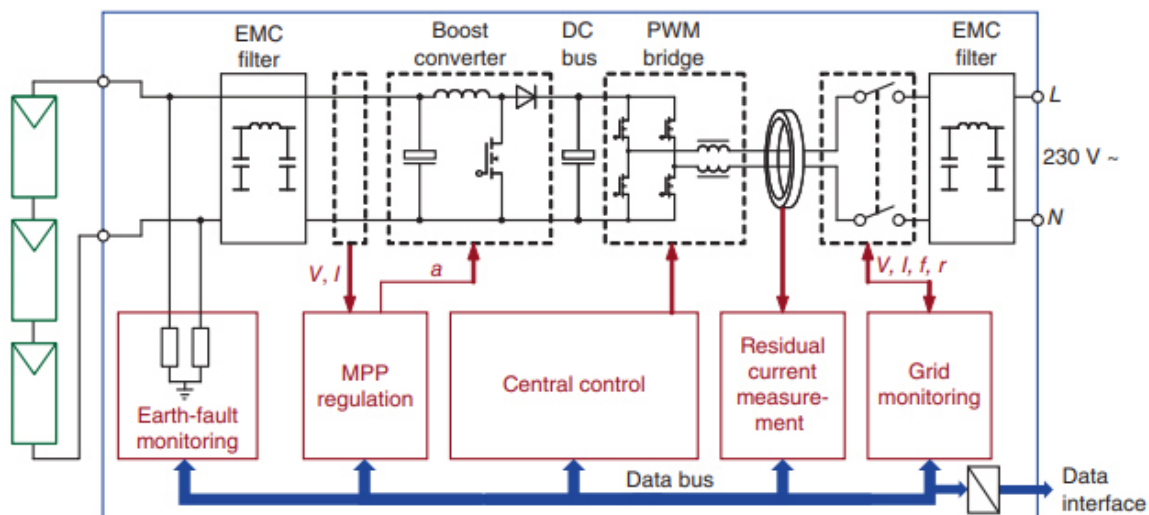 EMC
filter
Boost
converter
DC
bus
PWM
bridge
EMC
filter
L
230 V ~
N
V, I
a
V, I, f, r
Earth-fault
monitoring
MPP
regulation
Central control
Residual
current
measure-
ment
Grid
monitoring
Data bus
Data
interface